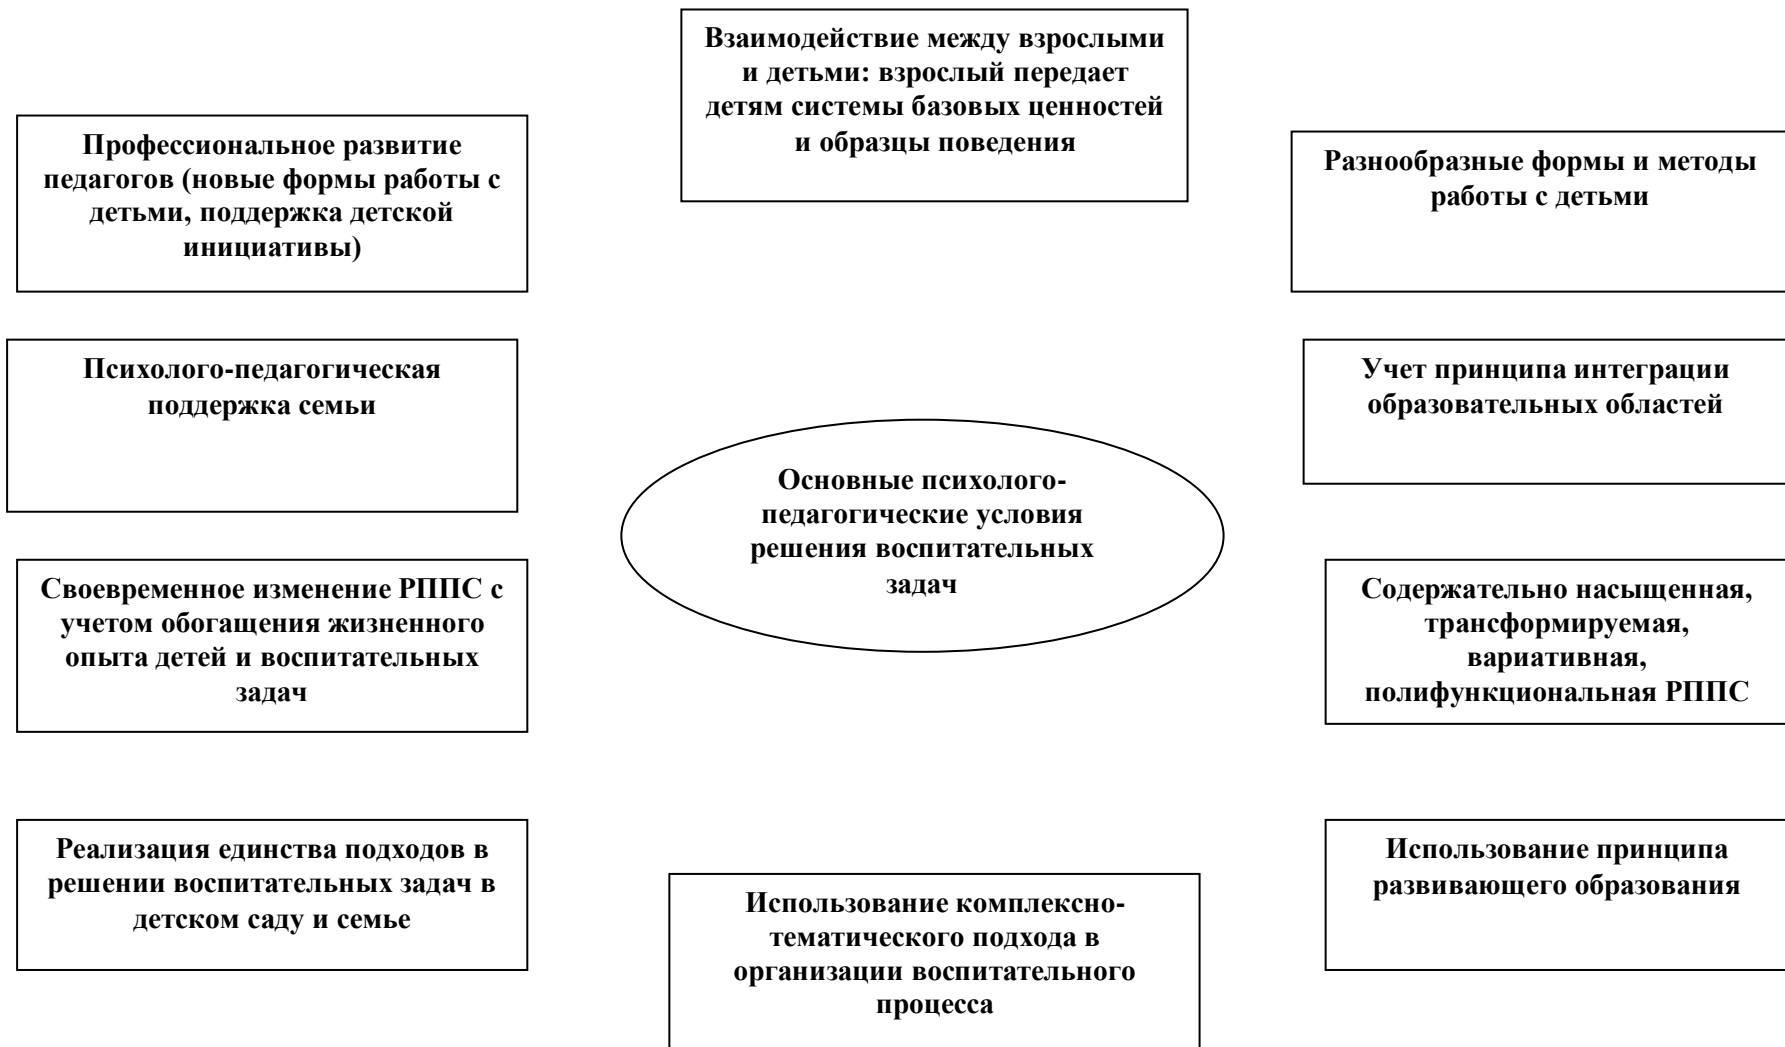 Взаимодействие между взрослыми
и детьми: взрослый передает
детям системы базовых ценностей
и образцы поведения
Профессиональное развитие
педагогов (новые формы работы с
детьми, поддержка детской
инициативы)
Разнообразные формы и методы
работы с детьми
Психолого-педагогическая
поддержка семьи
Учет принципа интеграции
образовательных областей
Основные психолого-
педагогические условия
решения воспитательных
задач
Своевременное изменение РППС с
учетом обогащения жизненного
опыта детей и воспитательных
задач
Содержательно насыщенная,
трансформируемая,
вариативная,
полифункциональная РППС
Реализация единства подходов в
решении воспитательных задач в
детском саду и семье
Использование комплексно-
тематического подхода в
организации воспитательного
процесса
Использование принципа
развивающего образования